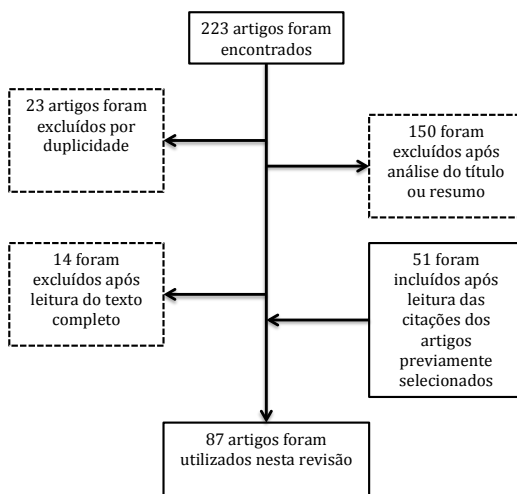 223 artigos foram
encontrados
23 artigos foram
excluídos por
duplicidade
150 foram
excluídos após
análise do título
ou resumo
14 foram
excluídos após
leitura do texto
completo
51 foram
incluídos após
leitura das
citações dos
artigos
previamente
selecionados
87 artigos foram
utilizados nesta revisão